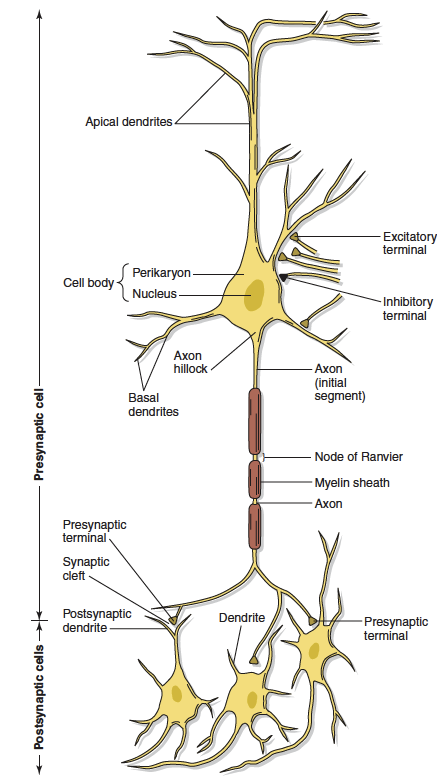 Apical dendrites
Excitatory
terminal
Cell body
Perikaryon
Nucleus
Inhibitory
terminal
Axon
hillock
Axon
(initial
segment)
Basal
dendrites
Presynaptic cell
Node of Ranvier
Myelin sheath
Axon
Presynaptic
terminal
Synaptic
cleft
Postsynaptic
dendrite
Dendrite
Presynaptic
terminal
Postsynaptic cells